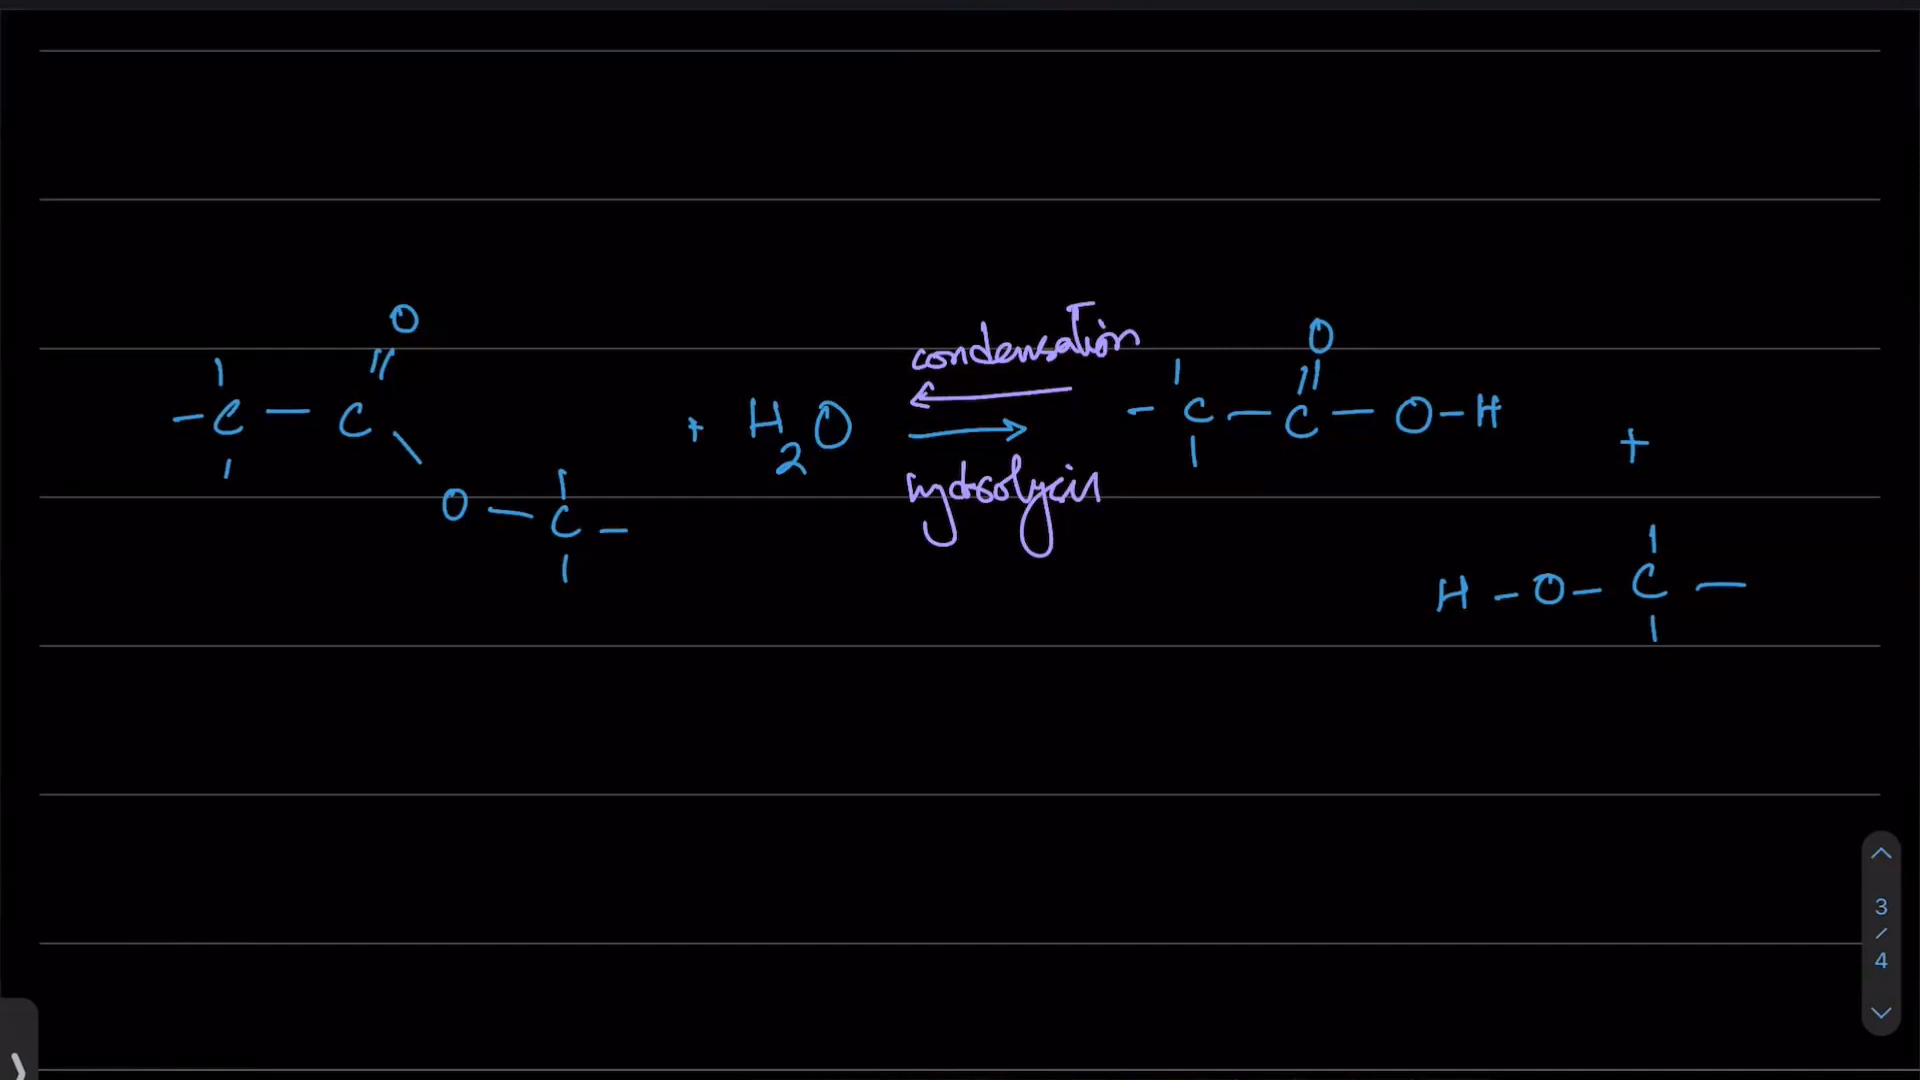 O O
condensation
- C - C + H2O - C - C - O - H
+
hydrolysis
O - C -
H - O - C -
3
/
4